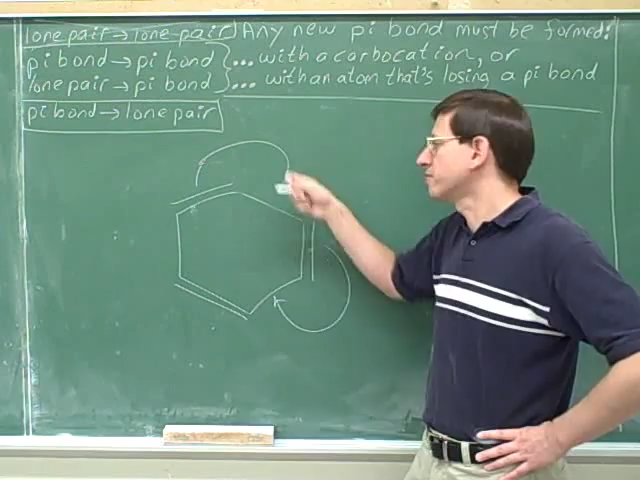 lone pair → lone pair Any new pi bond must be formed:
pi bond → pi bond ... with a carbocation, or
lone pair → pi bond ... with an atom that's losing a pi bond
pi bond → lone pair